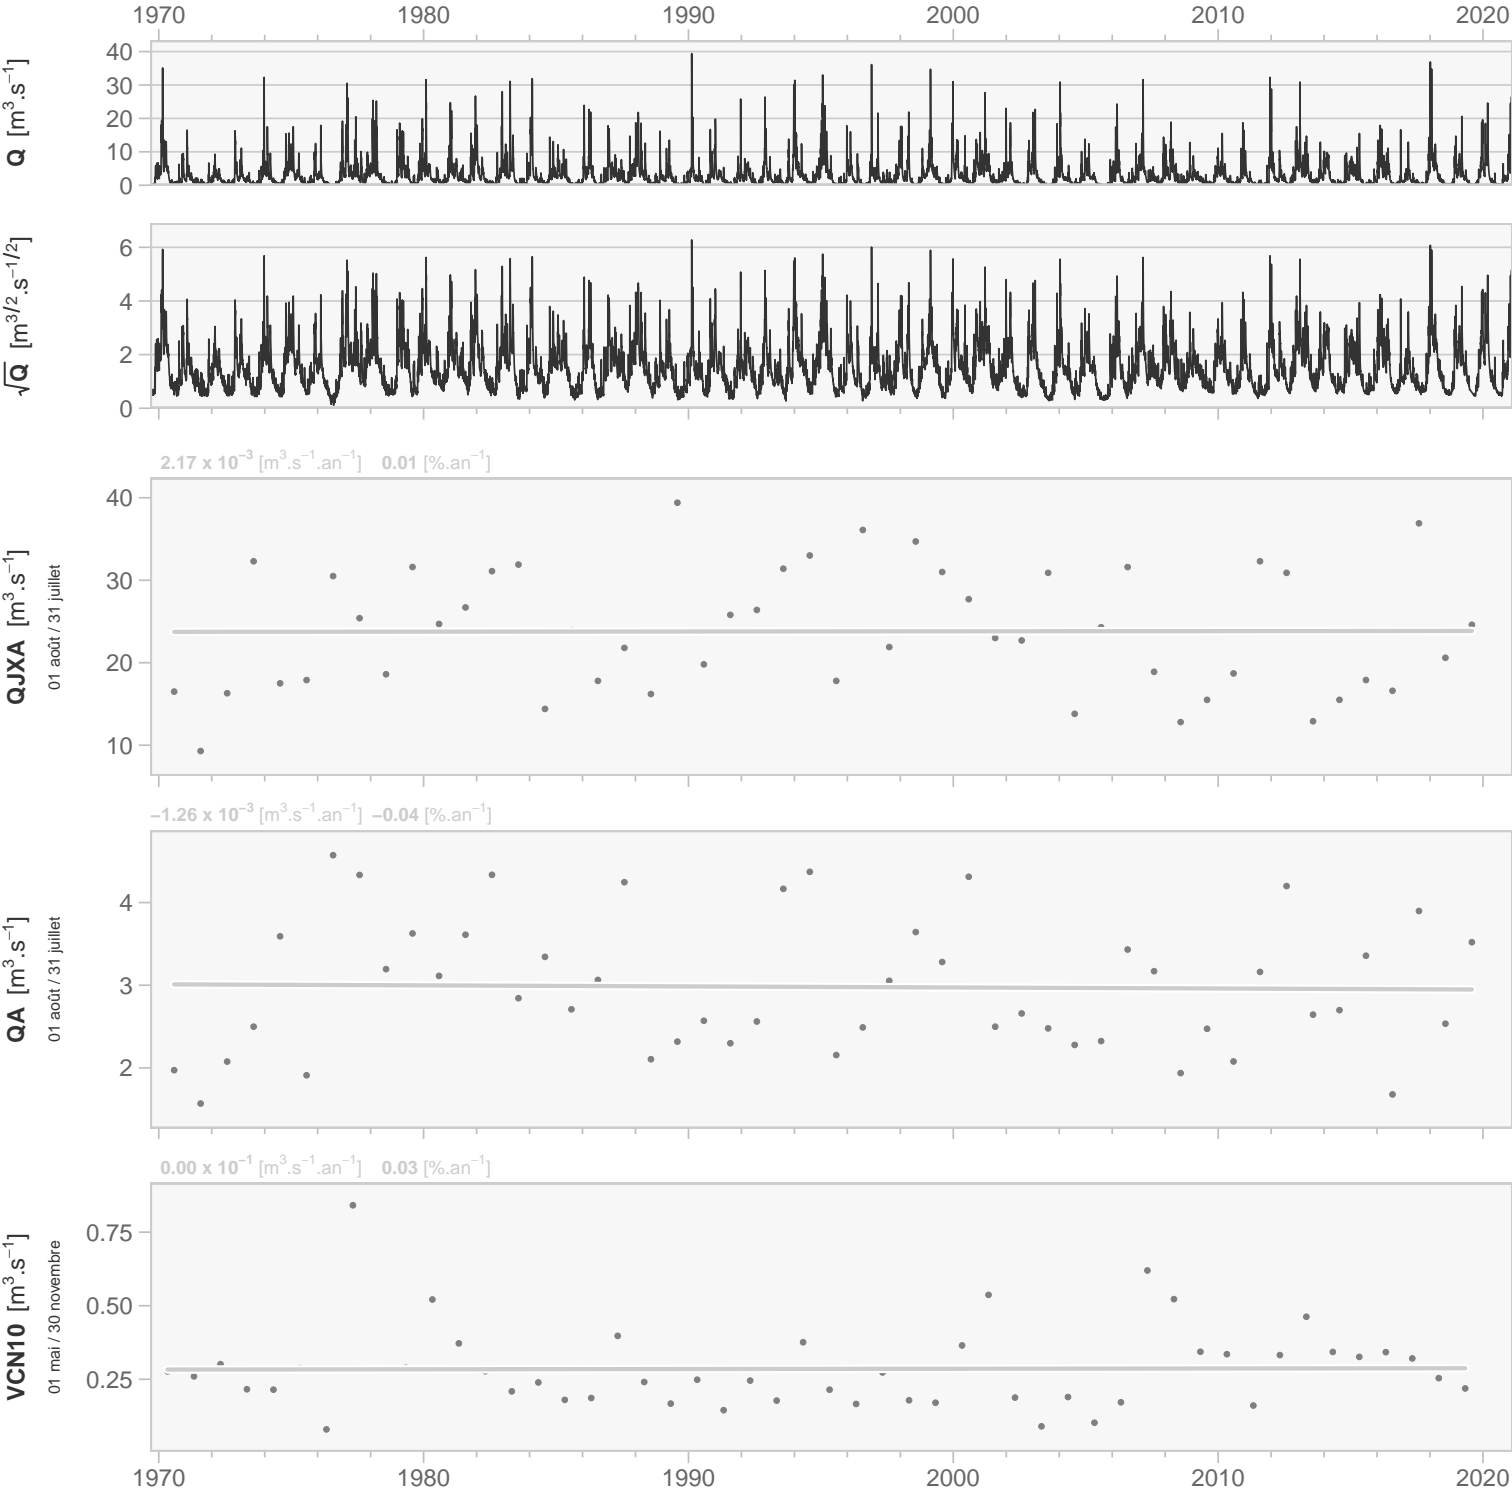 1970 1980 1990 2000 2010 2020
Q [m³.s⁻¹]
40
30
20
10
0
√Q [m³ᐟ².s⁻¹ᐟ²]
6
4
2
0
2.17 x 10⁻³ [m³.s⁻¹.an⁻¹] 0.01 [%.an⁻¹]
QJXA [m³.s⁻¹]
01 août / 31 juillet
40
30
20
10
−1.26 x 10⁻³ [m³.s⁻¹.an⁻¹] −0.04 [%.an⁻¹]
QA [m³.s⁻¹]
01 août / 31 juillet
4
3
2
0.00 x 10⁻¹ [m³.s⁻¹.an⁻¹] 0.03 [%.an⁻¹]
VCN10 [m³.s⁻¹]
01 mai / 30 novembre
0.75
0.50
0.25
1970 1980 1990 2000 2010 2020